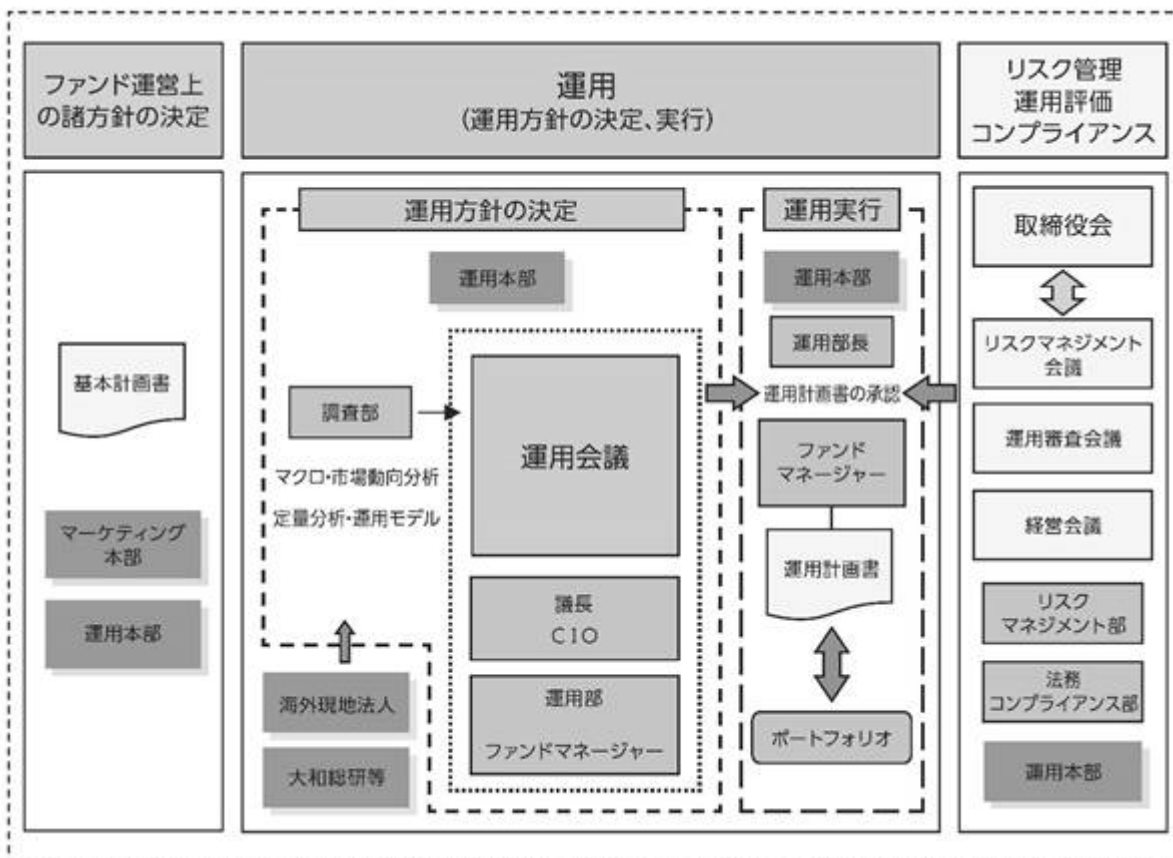 ファンド運営上
の諸方針の決定
運用
(運用方針の決定、実行)
リスク管理
運用評価
コンプライアンス
基本計画書
マーケティング
本部
運用本部
運用方針の決定
運用本部
調査部
マクロ・市場動向分析
定量分析・運用モデル
運用会議
議長
CIO
運用部
ファンドマネージャー
海外現地法人
大和総研等
運用実行
運用本部
運用部長
運用計画書の承認
ファンド
マネージャー
運用計画書
ポートフォリオ
取締役会
リスクマネジメント
会議
運用審査会議
経営会議
リスク
マネジメント部
法務
コンプライアンス部
運用本部